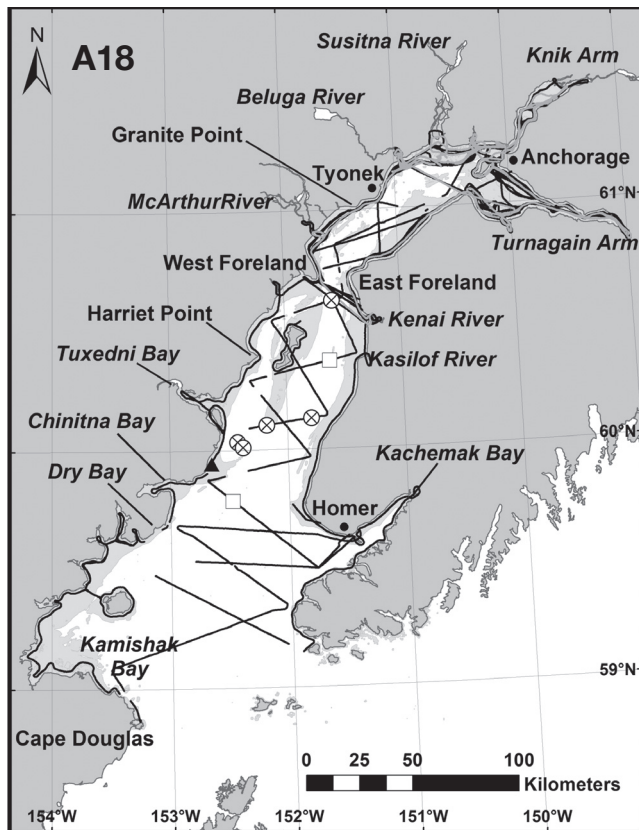 N
A18
Susitna River
Knik Arm
Beluga River
Granite Point
Anchorage
Tyonek
61°N
McArthurRiver
Turnagain Arm
West Foreland
East Foreland
Harriet Point
Kenai River
Tuxedni Bay
Kasilof River
Chinitna Bay
60°N
Kachemak Bay
Dry Bay
Homer
Kamishak
Bay
59°N
Cape Douglas
0 25 50 100
Kilometers
154°W 153°W 152°W 151°W 150°W